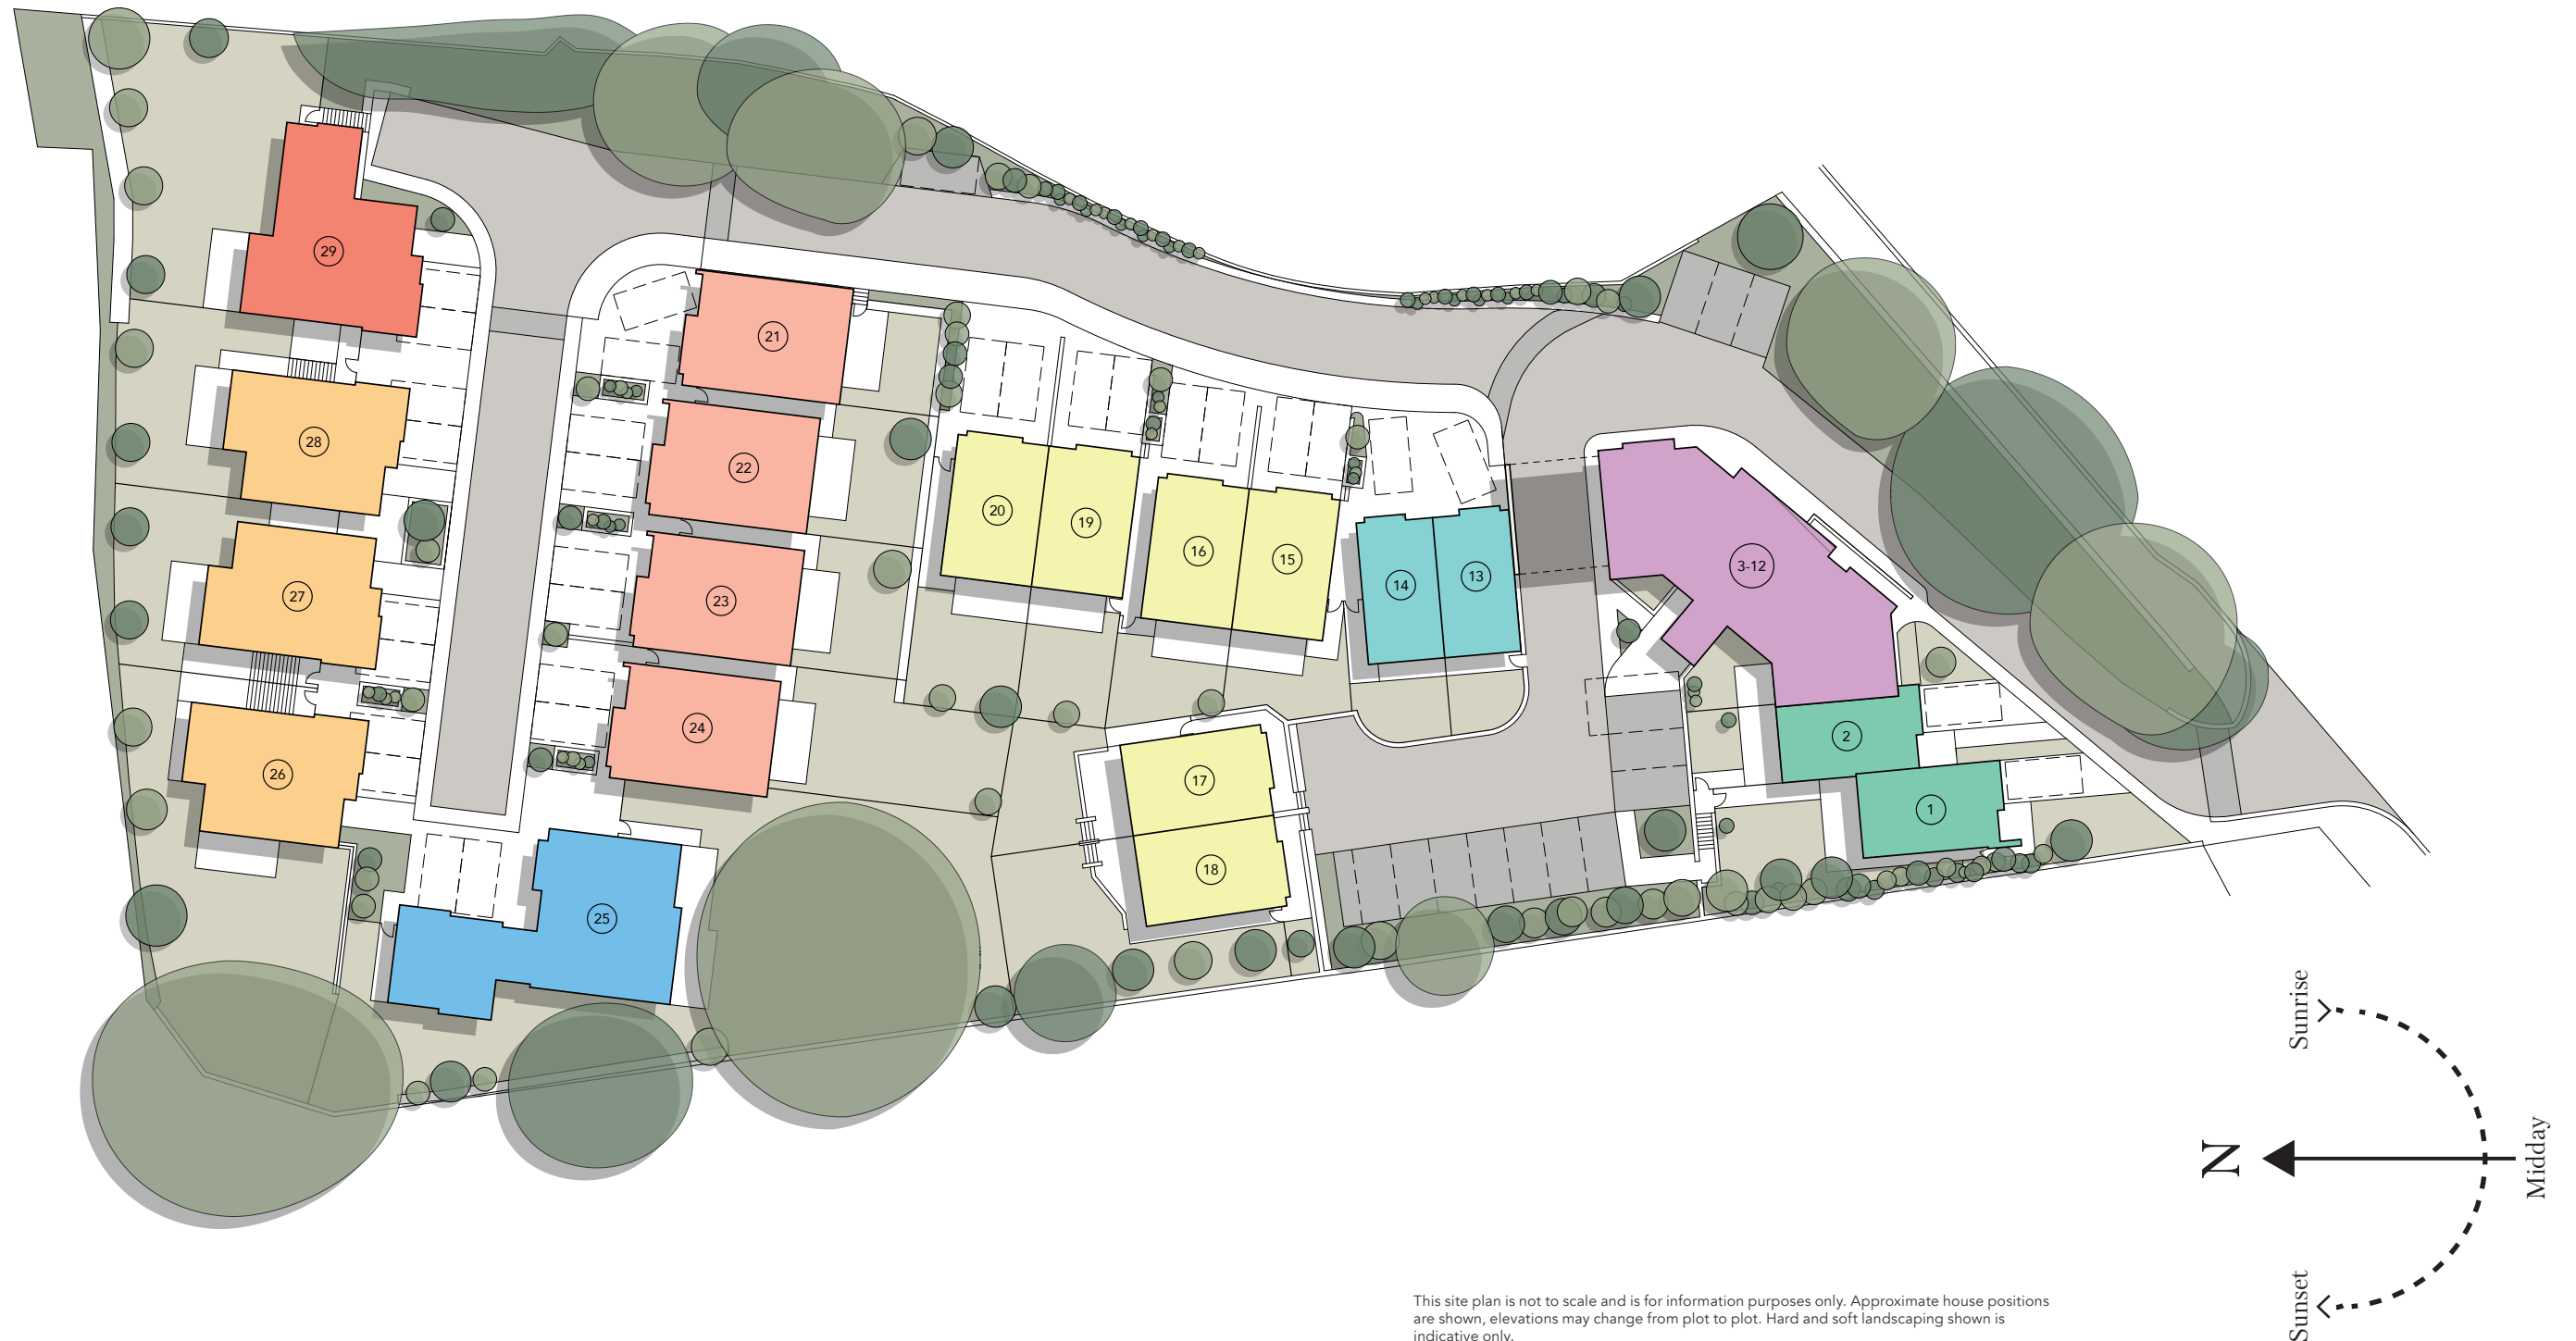 29
21
28
22
20
19
16
15
14
13
3-12
27
23
24
2
26
17
1
18
25
Sunrise
N
Midday
Sunset
This site plan is not to scale and is for information purposes only. Approximate house positions
are shown, elevations may change from plot to plot. Hard and soft landscaping shown is
indicative only.